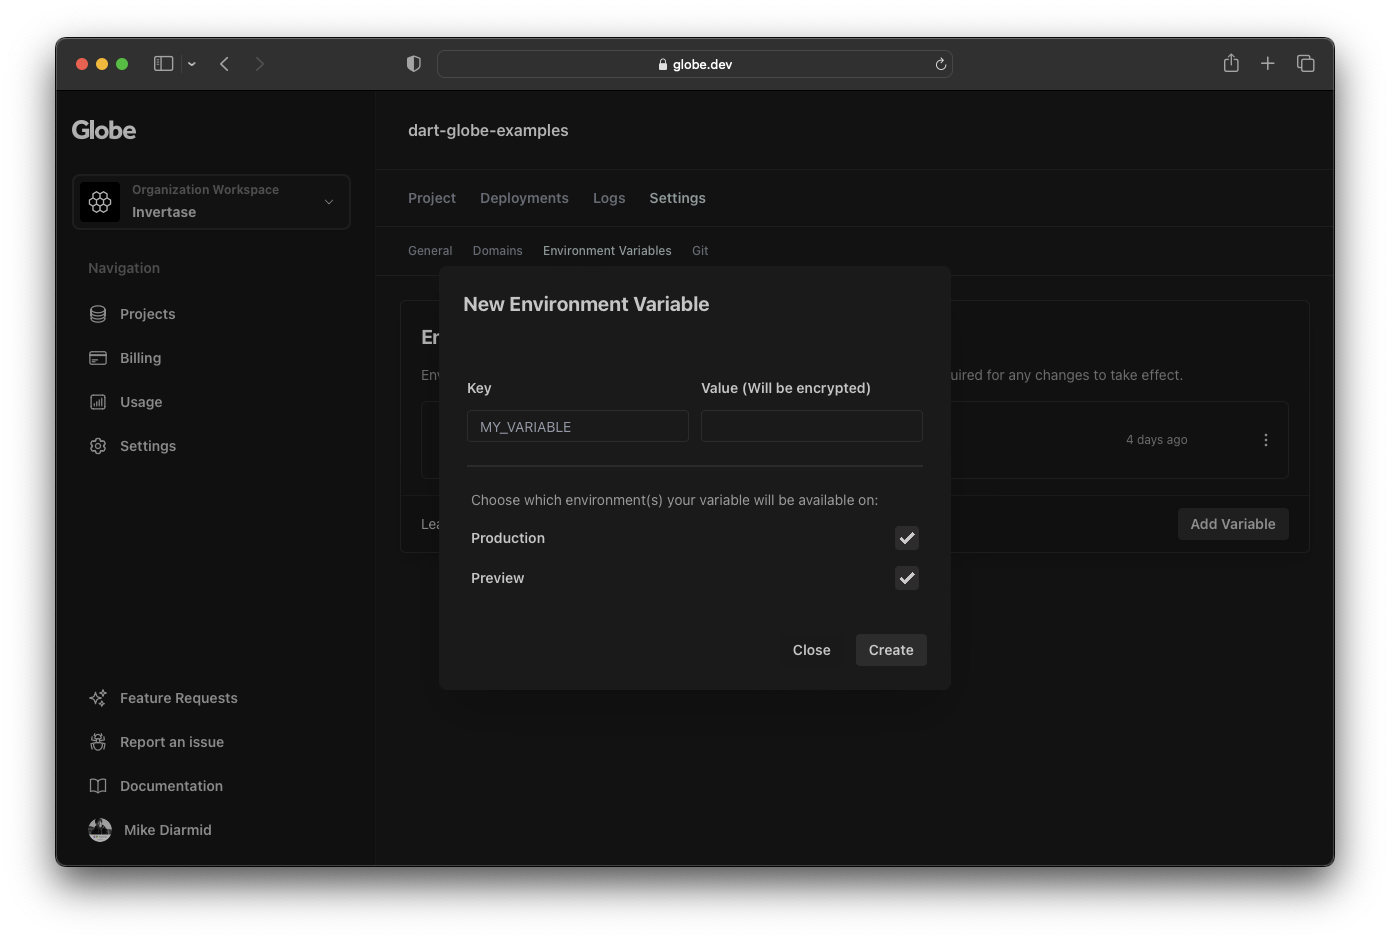 globe.dev
Globe
Organization Workspace
Invertase
Navigation
Projects
Billing
Usage
Settings
Feature Requests
Report an issue
Documentation
Mike Diarmid
dart-globe-examples
Project Deployments Logs Settings
General Domains Environment Variables Git
uired for any changes to take effect.
4 days ago
Add Variable
New Environment Variable
Key Value (Will be encrypted)
MY_VARIABLE
Choose which environment(s) your variable will be available on:
Production
Preview
Close Create